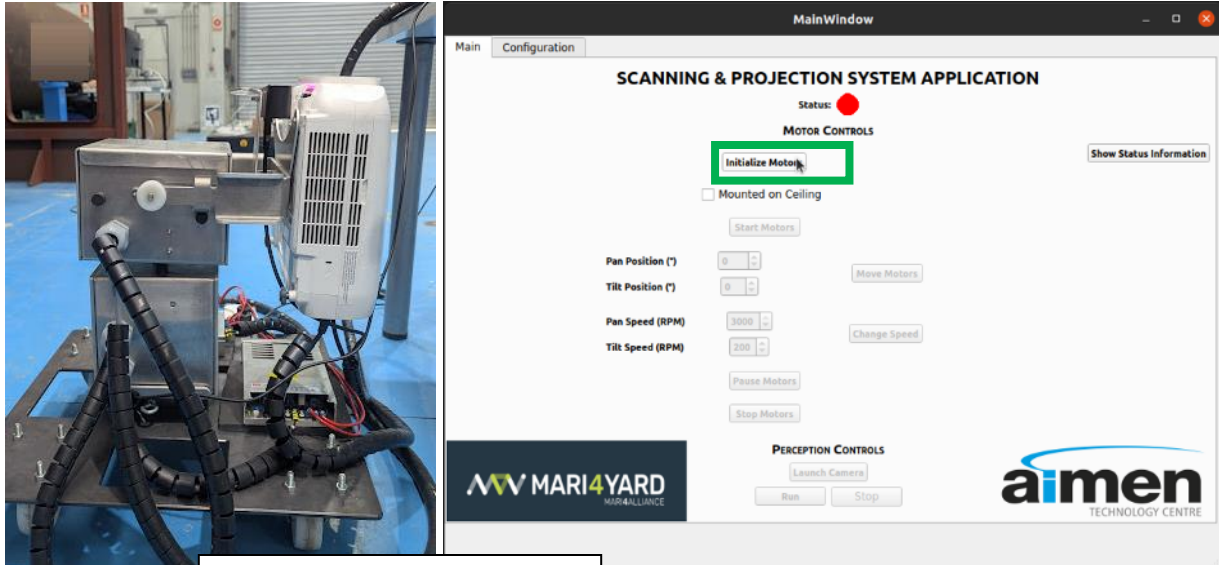 MainWindow
Main Configuration
SCANNING & PROJECTION SYSTEM APPLICATION
Status:
MOTOR CONTROLS
Initialize Motors
Show Status Information
Mounted on Ceiling
Start Motors
Pan Position (°) 0
Move Motors
Tilt Position (°) 0
Pan Speed (RPM) 3000
Change Speed
Tilt Speed (RPM) 200
Pause Motors
Stop Motors
PERCEPTION CONTROLS
Launch Camera
Run Stop
MARI4YARD
MARI4ALLIANCE
aimen
TECHNOLOGY CENTRE